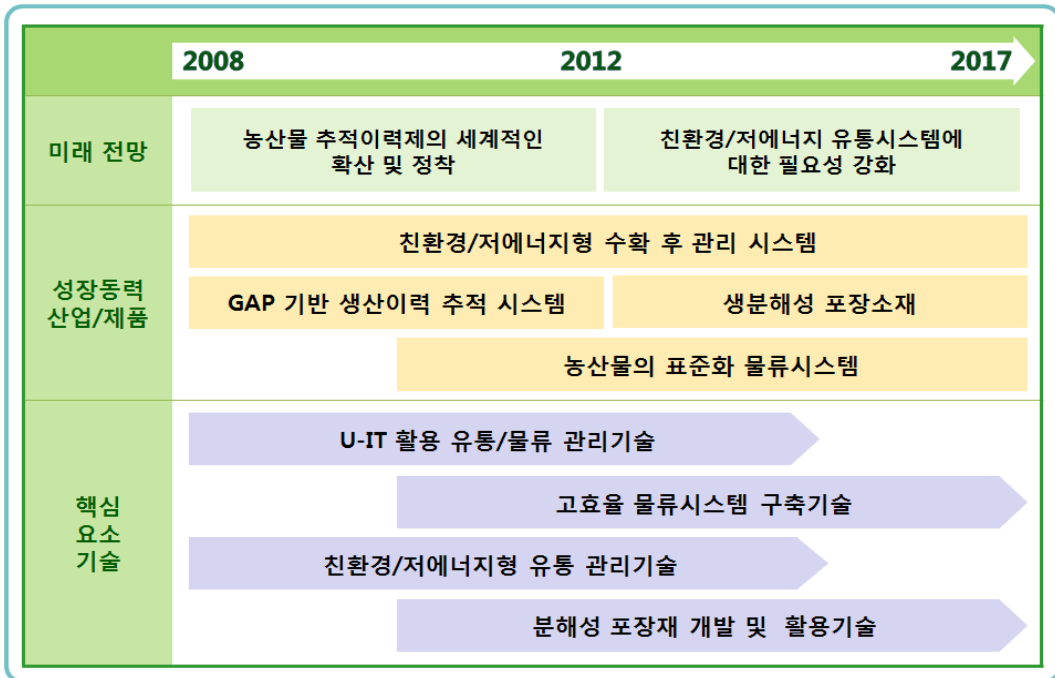 2008 2012 2017
미래 전망
농산물 추적이력제의 세계적인
확산 및 정착
친환경/저에너지 유통시스템에
대한 필요성 강화
성장동력
산업/제품
친환경/저에너지형 수확 후 관리 시스템
GAP 기반 생산이력 추적 시스템
생분해성 포장소재
농산물의 표준화 물류시스템
핵심
요소
기술
U-IT 활용 유통/물류 관리기술
고효율 물류시스템 구축기술
친환경/저에너지형 유통 관리기술
분해성 포장재 개발 및 활용기술